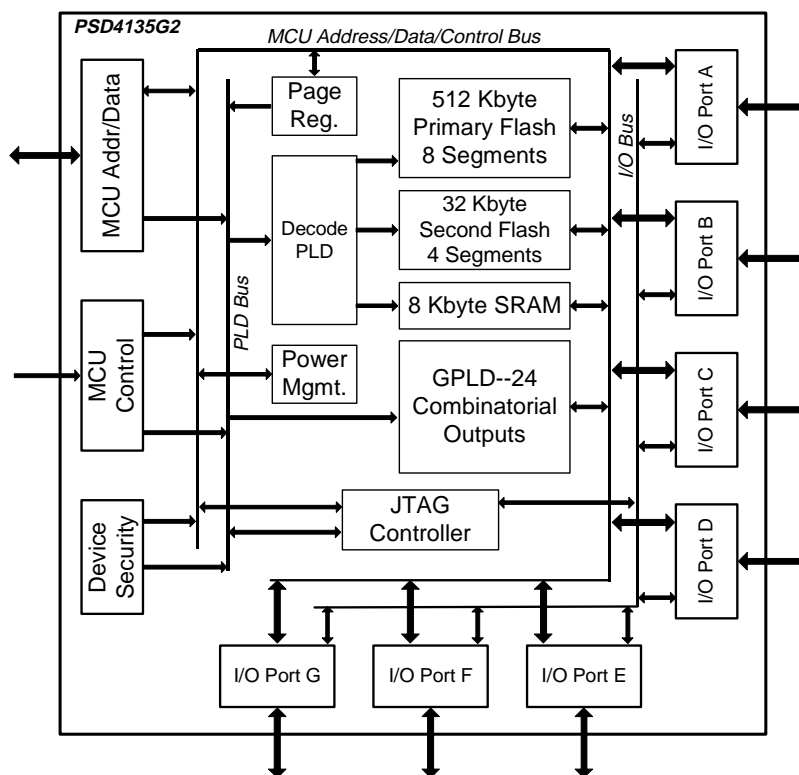 PSD4135G2
MCU Address/Data/Control Bus
MCU Addr/Data
Page
Reg.
512 Kbyte
Primary Flash
8 Segments
I/O Bus
I/O Port A
Decode
PLD
32 Kbyte
Second Flash
4 Segments
I/O Port B
PLD Bus
8 Kbyte SRAM
MCU
Control
Power
Mgmt.
GPLD--24
Combinatorial
Outputs
I/O Port C
Device
Security
JTAG
Controller
I/O Port D
I/O Port G
I/O Port F
I/O Port E